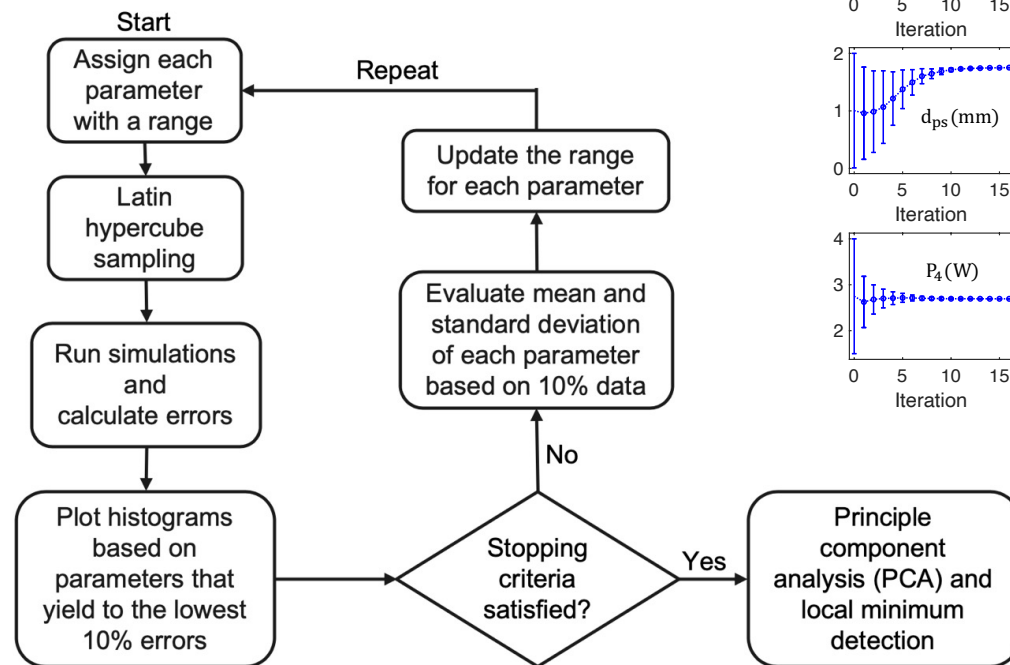 Start
Assign each
parameter
with a range
Repeat
Latin
hypercube
sampling
Run simulations
and
calculate errors
Plot histograms
based on
parameters that
yield to the lowest
10% errors
Stopping
criteria
satisfied?
No
Evaluate mean and
standard deviation
of each parameter
based on 10% data
Update the range
for each parameter
Yes
Principle
component
analysis (PCA) and
local minimum
detection
0 5 10 15
Iteration
2
1
0
d_ps (mm)
0 5 10 15
Iteration
4
3
2
P_4 (W)
0 5 10 15
Iteration